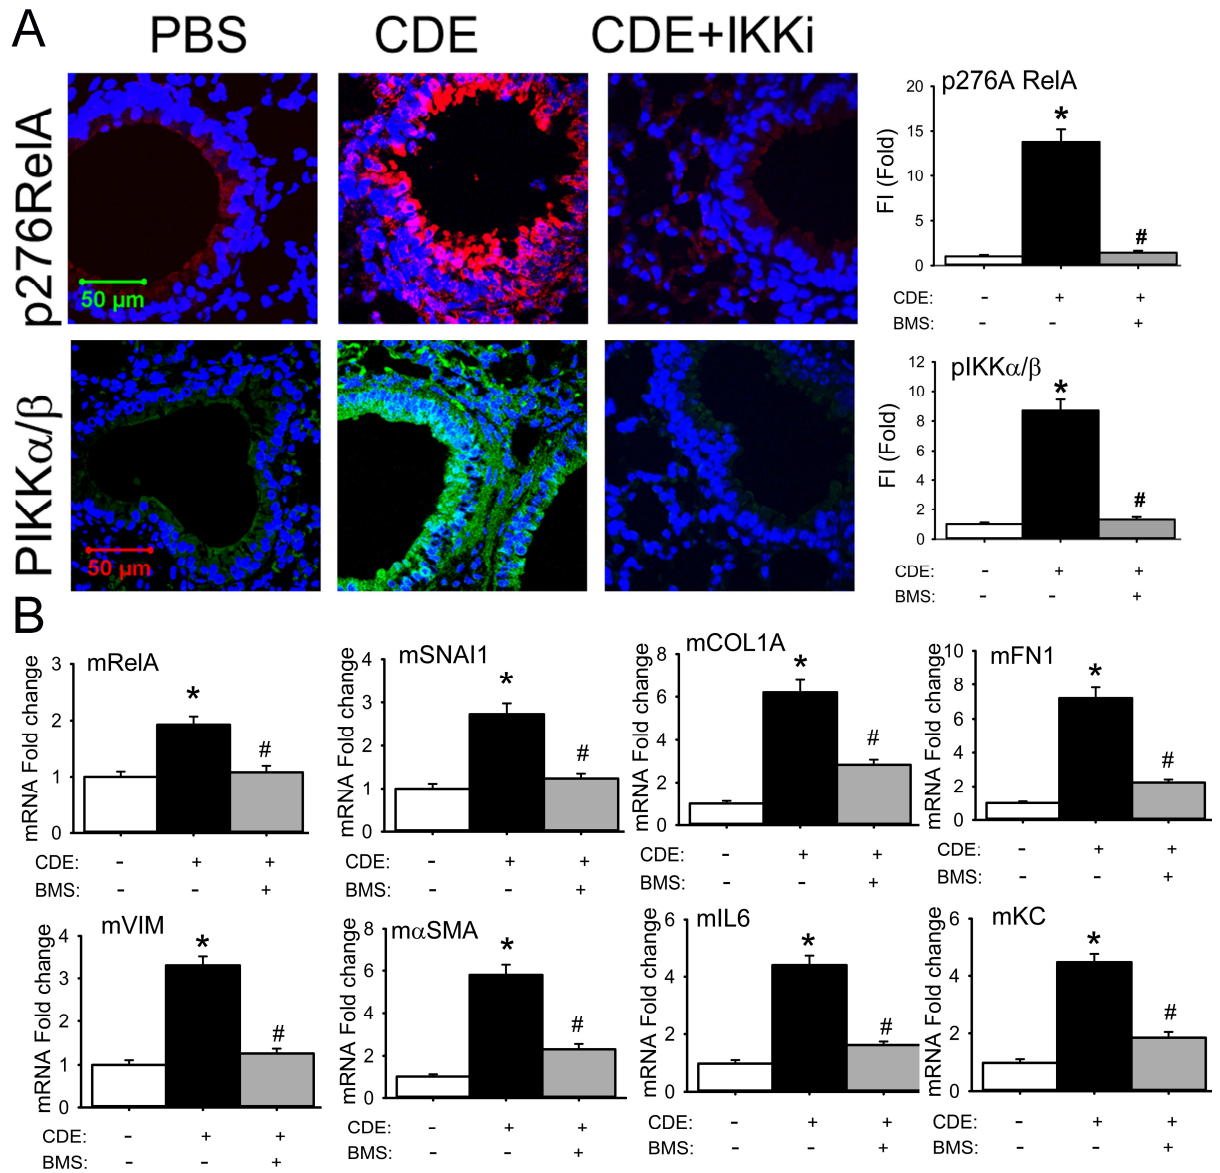 A
PBS CDE CDE+IKKi
p276RelA
50 µm
p276A RelA
FI (Fold)
20
15
10
5
0
CDE: - + +
BMS: - - +
PIKKα/β
50 µm
pIKKα/β
FI (Fold)
12
10
8
6
4
2
0
*
#
*
#
CDE: - + +
BMS: - - +
B
mRelA
mRNA Fold change
3
2
1
0
*
#
CDE: - + +
BMS: - - +
mSNAI1
mRNA Fold change
4
3
2
1
0
*
#
CDE: - + +
BMS: - - +
mCOL1A
mRNA Fold change
8
6
4
2
0
*
#
CDE: - + +
BMS: - - +
mFN1
mRNA Fold change
10
8
6
4
2
0
*
#
CDE: - + +
BMS: - - +
mVIM
mRNA Fold change
4
3
2
1
0
*
#
CDE: - + +
BMS: - - +
mαSMA
mRNA Fold change
8
6
4
2
0
*
#
CDE: - + +
BMS: - - +
mIL6
mRNA Fold change
6
4
2
0
*
#
CDE: - + +
BMS: - - +
mKC
mRNA Fold change
6
4
2
0
*
#
CDE: - + +
BMS: - - +